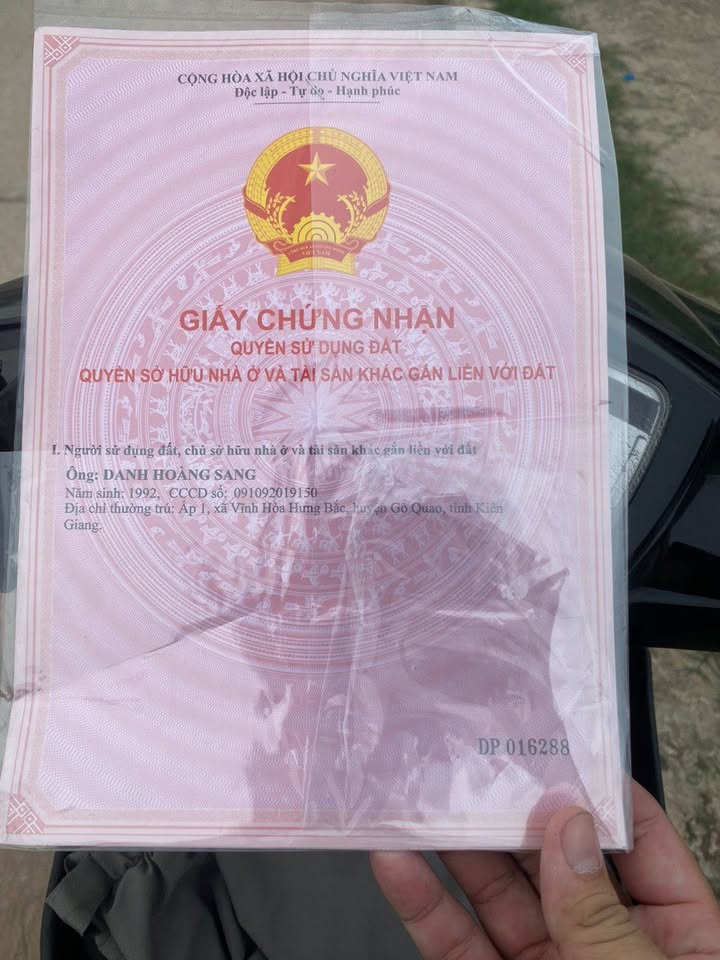 CỘNG HÒA XÃ HỘI CHỦ NGHĨA VIỆT NAM
Độc lập - Tự do - Hạnh phúc
VIỆT NAM
GIẤY CHỨNG NHẬN
QUYỀN SỬ DỤNG ĐẤT
QUYỀN SỞ HỮU NHÀ Ở VÀ TÀI SẢN KHÁC GẮN LIỀN VỚI ĐẤT
I. Người sử dụng đất, chủ sở hữu nhà ở và tài sản khác gắn liền với đất
Ông: DANH HOÀNG SANG
Năm sinh: 1992, CCCD số: 091092019150
Địa chỉ thường trú: Ấp 1, xã Vĩnh Hòa Hưng Bắc, huyện Gò Quao, tỉnh Kiên
Giang.
DP 016288